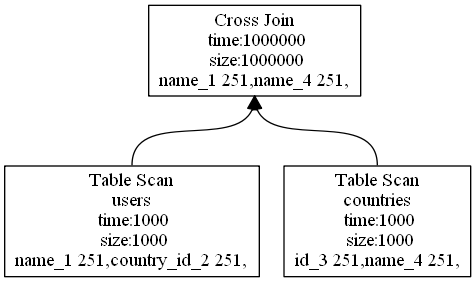 Cross Join
time:1000000
size:1000000
name_1 251,name_4 251,
Table Scan
users
time:1000
size:1000
name_1 251,country_id_2 251,
Table Scan
countries
time:1000
size:1000
id_3 251,name_4 251,